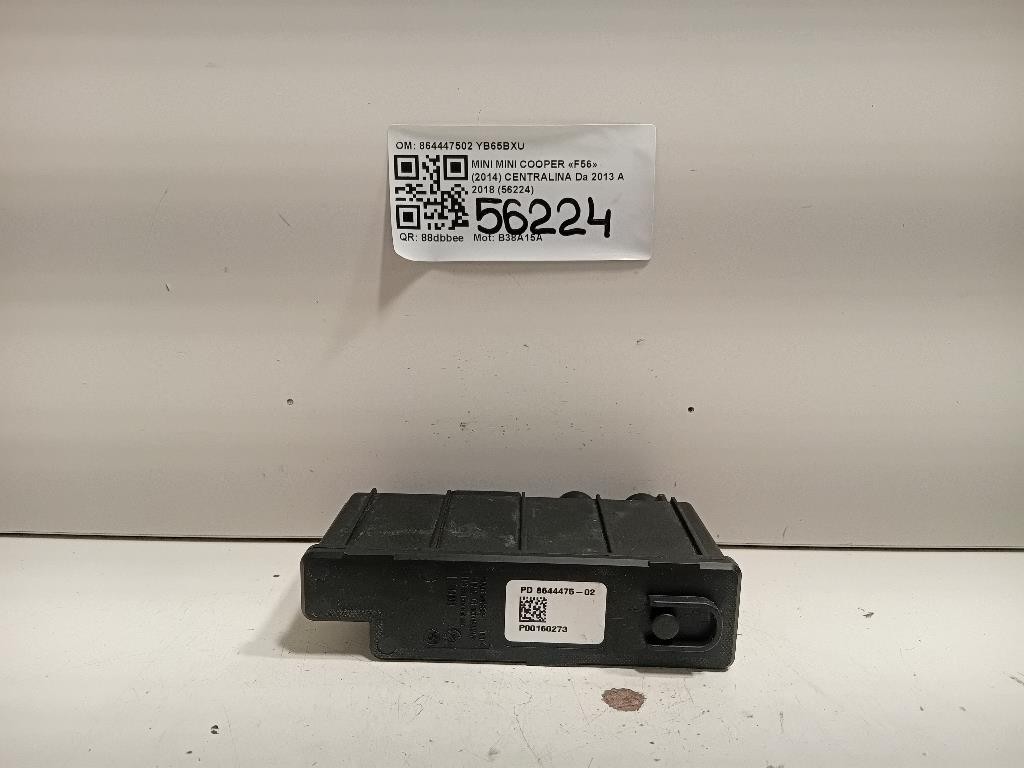 OM: 864447502 YB65BXU
MINI MINI COOPER «F56»
(2014) CENTRALINA Da 2013 A
2018 (56224)
56224
QR: 88dbbee Mot: B38A15A
PD 8644475-02
P00160273